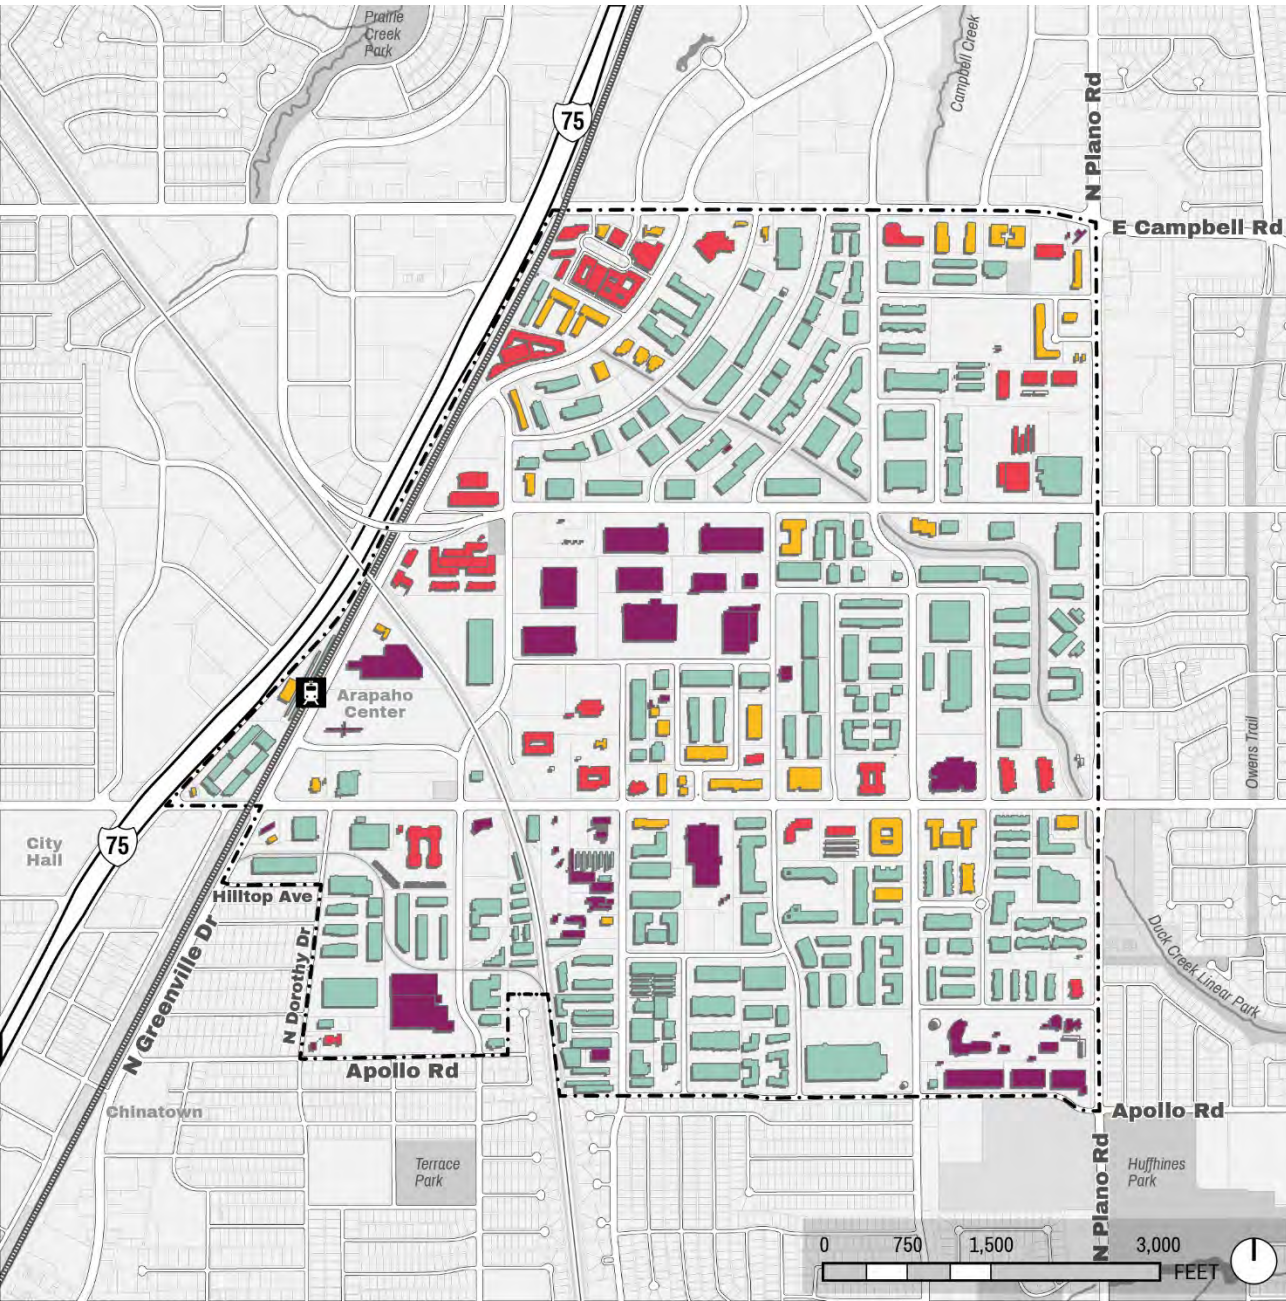 Prairie
Creek
Park
Campbell Creek
N Plano Rd
75
E Campbell Rd
Arapaho
Center
Owens Trail
City
Hall
75
Hilltop Ave
N Greenville Dr
N Dorothy Dr
Duck Creek Linear Park
Apollo Rd
Chinatown
Apollo Rd
Terrace
Park
N Plano Rd
Huffhines
Park
0 750 1,500 3,000
FEET